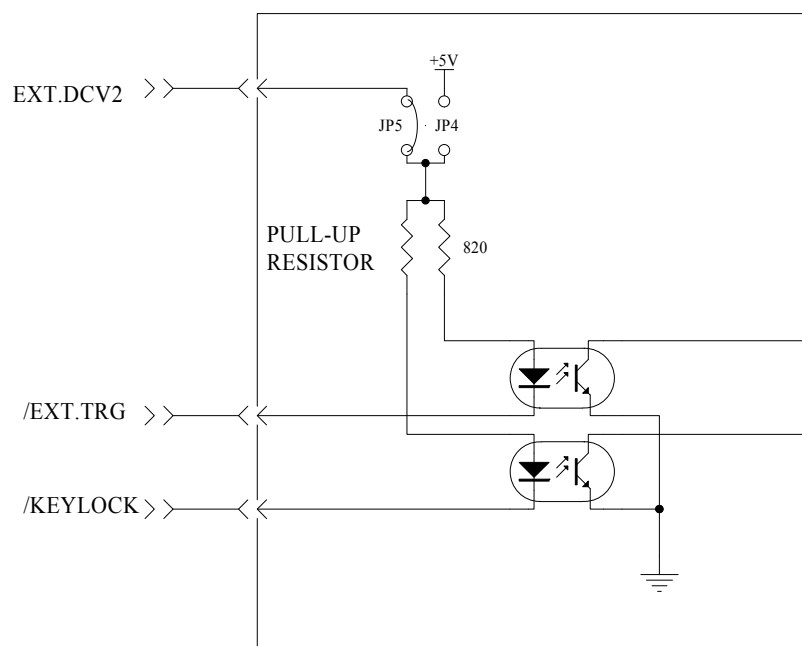 +5V
EXT.DCV2
JP5
JP4
PULL-UP
RESISTOR
820
/EXT.TRG
/KEYLOCK